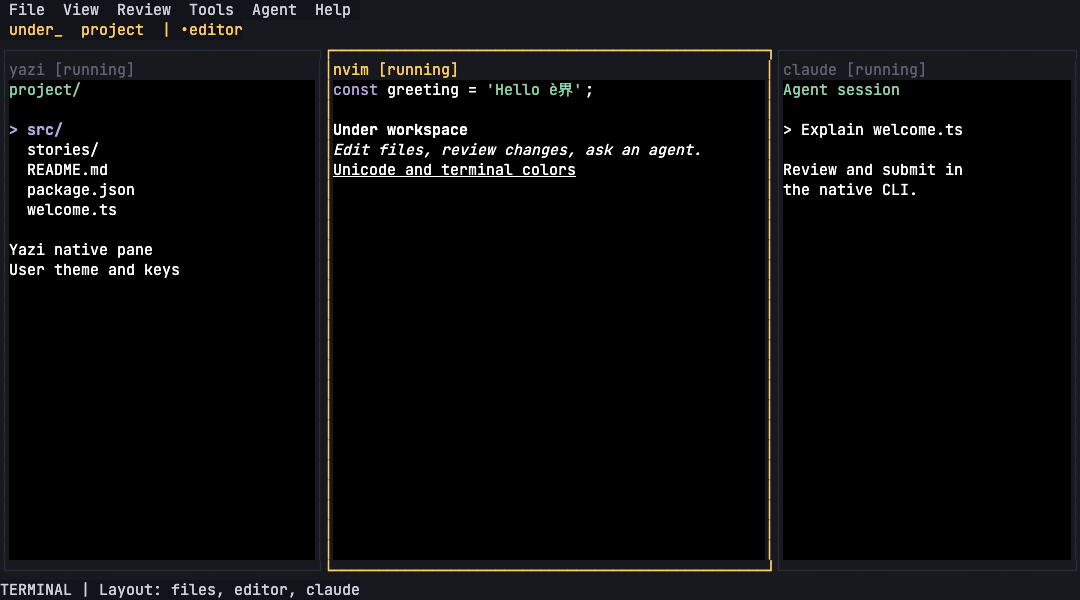 File View Review Tools Agent Help
under_ project | •editor
yazi [running]
project/
> src/
stories/
README.md
package.json
welcome.ts
Yazi native pane
User theme and keys
nvim [running]
const greeting = 'Hello è界';
Under workspace
Edit files, review changes, ask an agent.
Unicode and terminal colors
claude [running]
Agent session
> Explain welcome.ts
Review and submit in
the native CLI.
TERMINAL | Layout: files, editor, claude